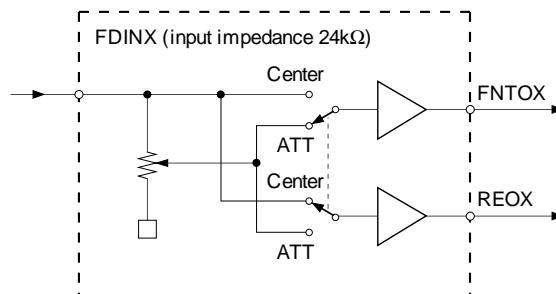 FDINX (input impedance 24kΩ)
Center
FNTOX
ATT
Center
REOX
ATT